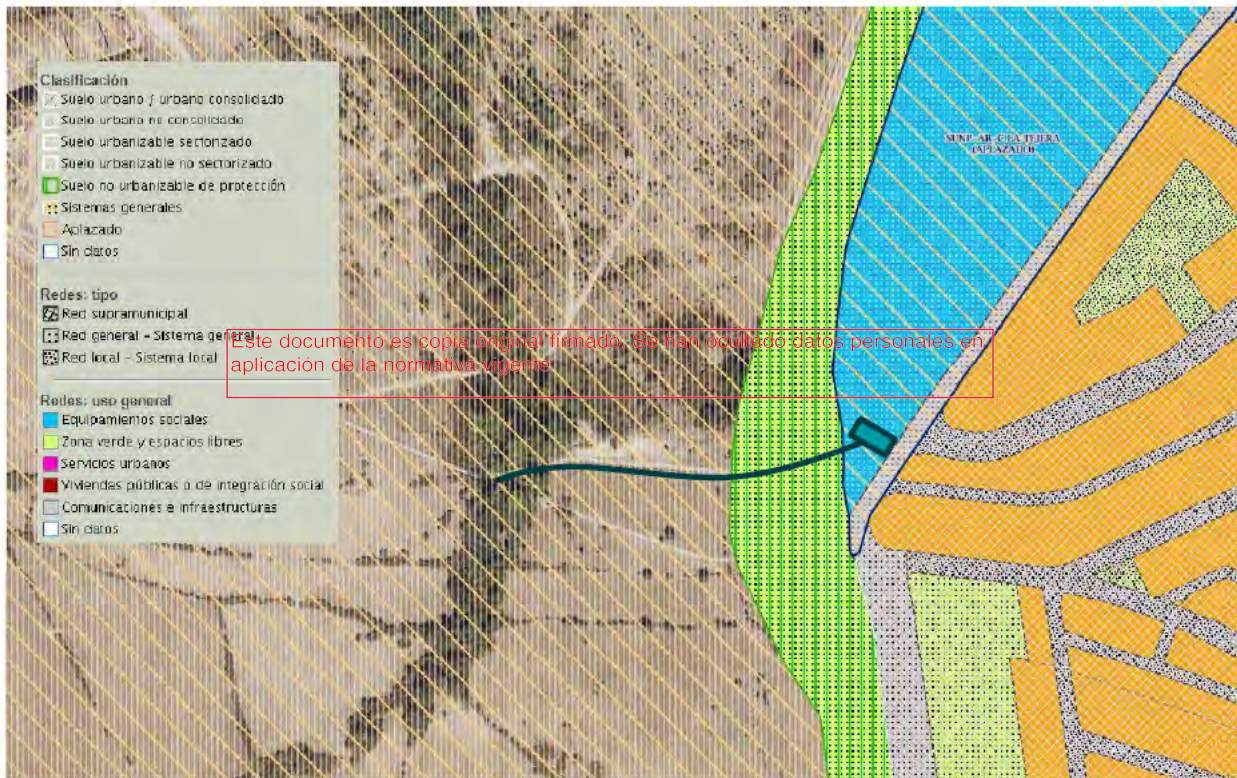 Clasificación
Suelo urbano / urbano consolidado
Suelo urbano no consolidado
Suelo urbanizable sectorizado
Suelo urbanizable no sectorizado
Suelo no urbanizable de protección
Sistemas generales
Aplazado
Sin datos
Redes: tipo
Red supramunicipal
Red general - Sistema general
Red local - Sistema local
Redes: uso general
Equipamientos sociales
Zona verde y espacios libres
Servicios urbanos
Viviendas públicas o de integración social
Comunicaciones e infraestructuras
Sin datos
Este documento es copia original firmado. Se han ocultado datos personales en
aplicación de la normativa vigente.
LA TEJERA
(APLAZADO)